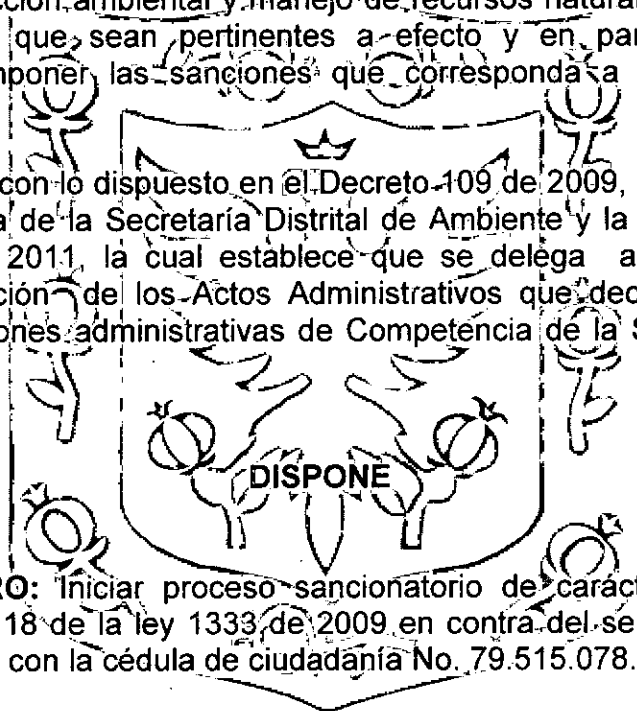 cción ambiental y manejo de recursos natural
que sean pertinentes a efecto y en par
mponer las sanciones que corresponda a
con lo dispuesto en el Decreto 109 de 2009,
a de la Secretaría Distrital de Ambiente y la
2011, la cual establece que se delega a
ción de los Actos Administrativos que dec
ones administrativas de Competencia de la S
DISPONE
RO: Iniciar proceso sancionatorio de caráct
18 de la ley 1333 de 2009 en contra del se
con la cédula de ciudadanía No. 79.515.078.